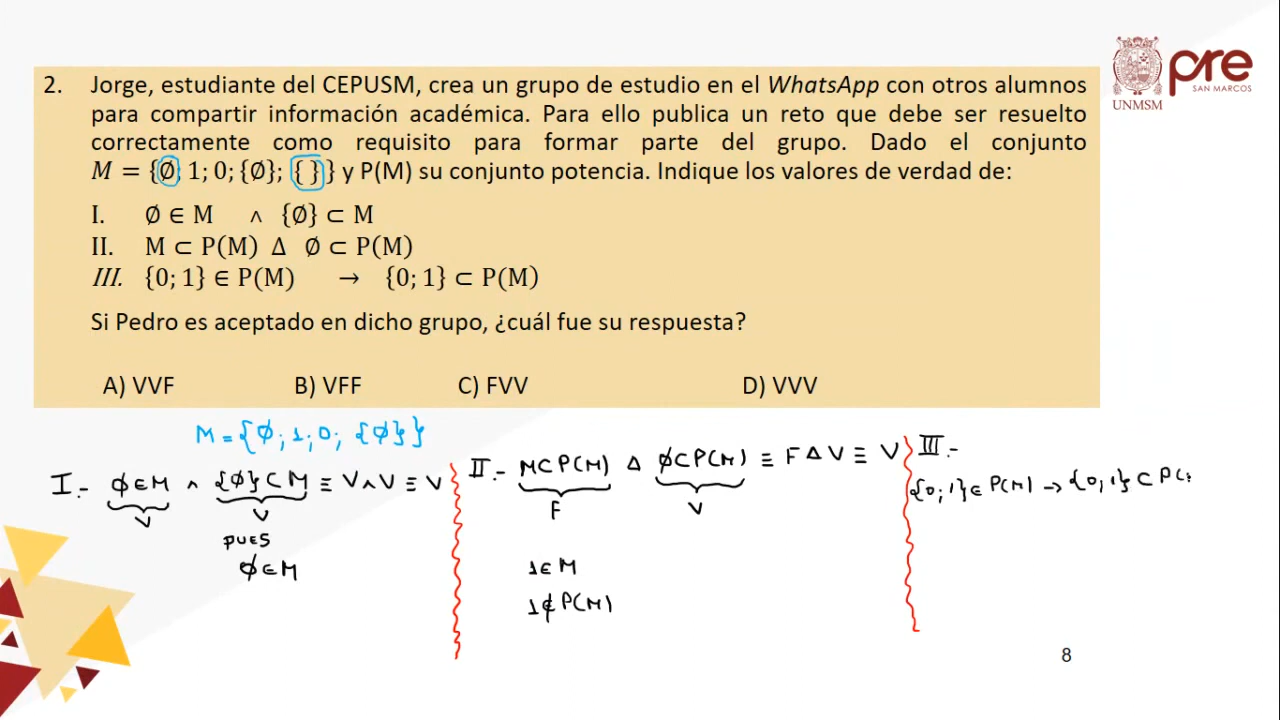 pre
SAN MARCOS
UNMSM
2. Jorge, estudiante del CEPUSM, crea un grupo de estudio en el WhatsApp con otros alumnos
para compartir información académica. Para ello publica un reto que debe ser resuelto
correctamente como requisito para formar parte del grupo. Dado el conjunto
M = {∅; 1; 0; {∅}; { }} y P(M) su conjunto potencia. Indique los valores de verdad de:
I. ∅ ∈ M ∧ {∅} ⊂ M
II. M ⊂ P(M) Δ ∅ ⊂ P(M)
III. {0; 1} ∈ P(M) → {0; 1} ⊂ P(M)
Si Pedro es aceptado en dicho grupo, ¿cuál fue su respuesta?
A) VVF B) VFF C) FVV D) VVV
M = {∅; 1; 0; {∅}}
I.- ∅∈M ∧ {∅}⊂M ≡ V∧V ≡ V
V V
PUES
∅∈M
II.- M⊂P(M) Δ ∅⊂P(M) ≡ F Δ V ≡ V
F V
1∈M
1∉P(M)
III.-
{0;1}∈P(M) → {0;1}⊂P(
8